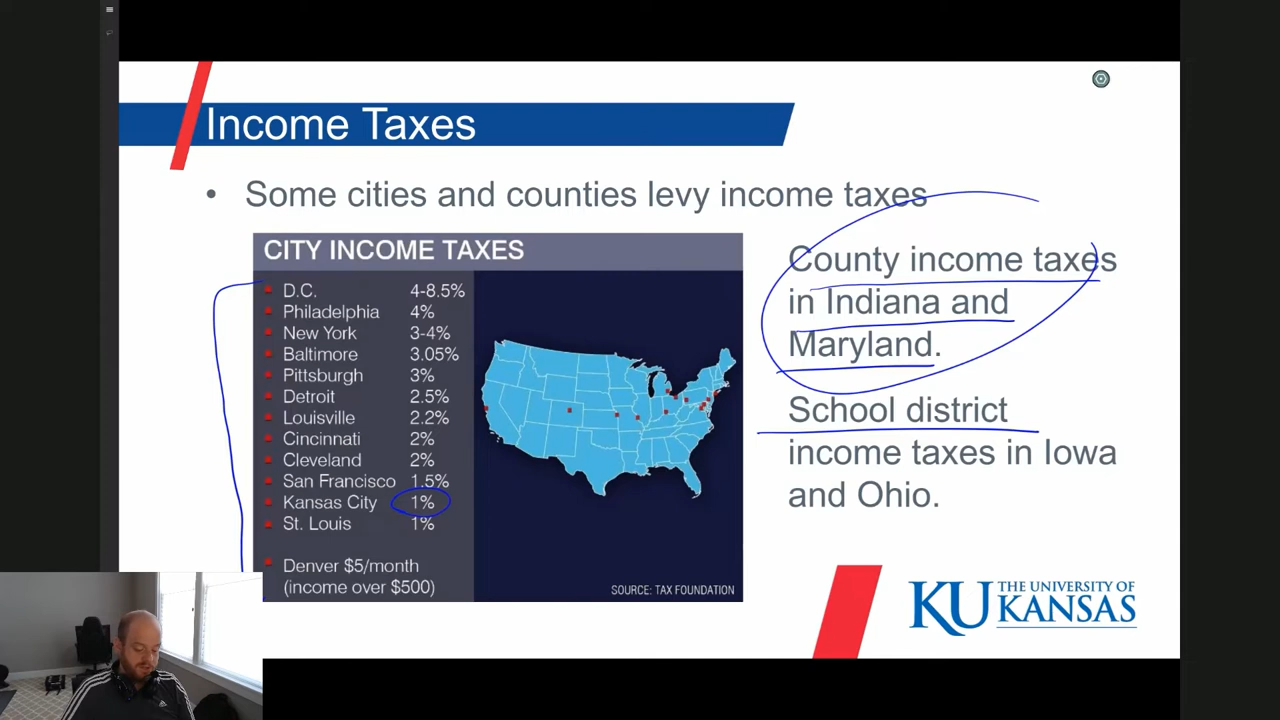 Income Taxes
• Some cities and counties levy income taxes
CITY INCOME TAXES
D.C. 4-8.5%
Philadelphia 4%
New York 3-4%
Baltimore 3.05%
Pittsburgh 3%
Detroit 2.5%
Louisville 2.2%
Cincinnati 2%
Cleveland 2%
San Francisco 1.5%
Kansas City 1%
St. Louis 1%
Denver $5/month
(income over $500)
SOURCE: TAX FOUNDATION
County income taxes
in Indiana and
Maryland.
School district
income taxes in Iowa
and Ohio.
KU THE UNIVERSITY OF
KANSAS